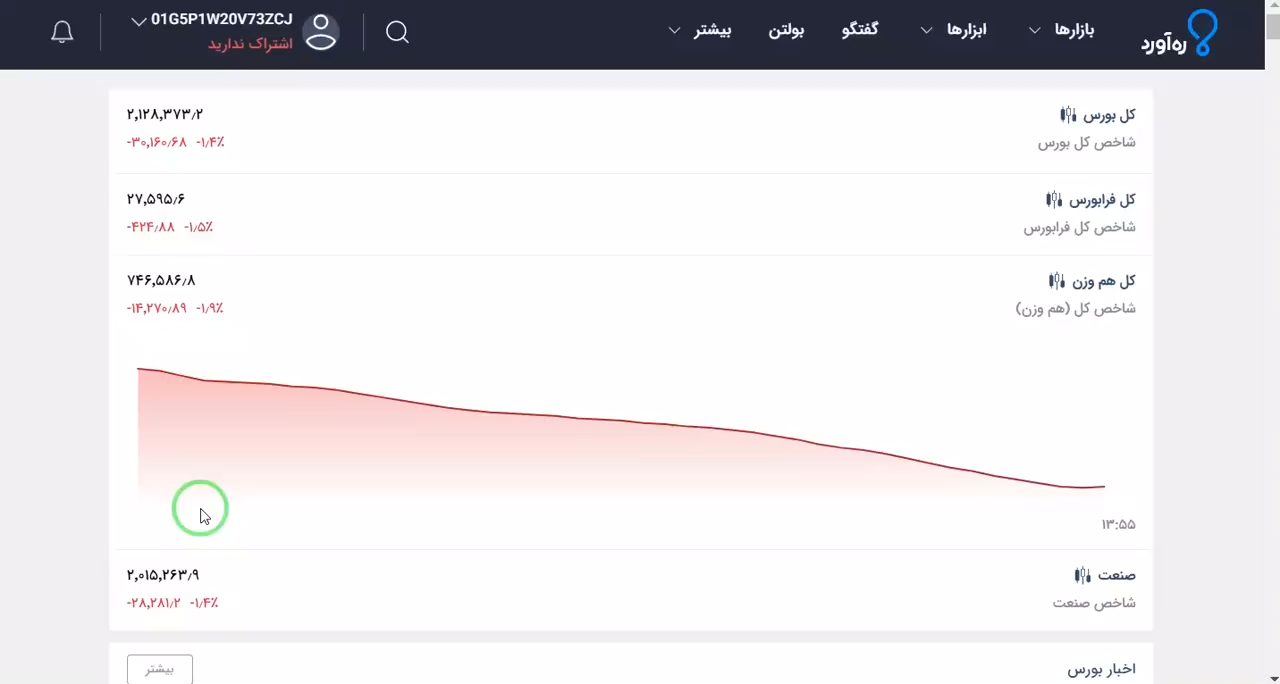 ره‌آورد
بازارها
ابزارها
گفتگو
بولتن
بیشتر
01G5P1W20V73ZCJ
اشتراک ندارید
کل بورس
۲,۱۲۸,۳۷۳/۲
شاخص کل بورس
-۳۰,۱۶۰/۶۸ -۱/۴٪
کل فرابورس
۲۷,۵۹۵/۶
شاخص کل فرابورس
-۴۲۴/۸۸ -۱/۵٪
کل هم وزن
۷۴۶,۵۸۶/۸
شاخص کل (هم وزن)
-۱۴,۲۷۰/۸۹ -۱/۹٪
۱۳:۵۵
صنعت
۲,۰۱۵,۲۶۳/۹
شاخص صنعت
-۲۸,۲۸۱/۲ -۱/۴٪
اخبار بورس
بیشتر